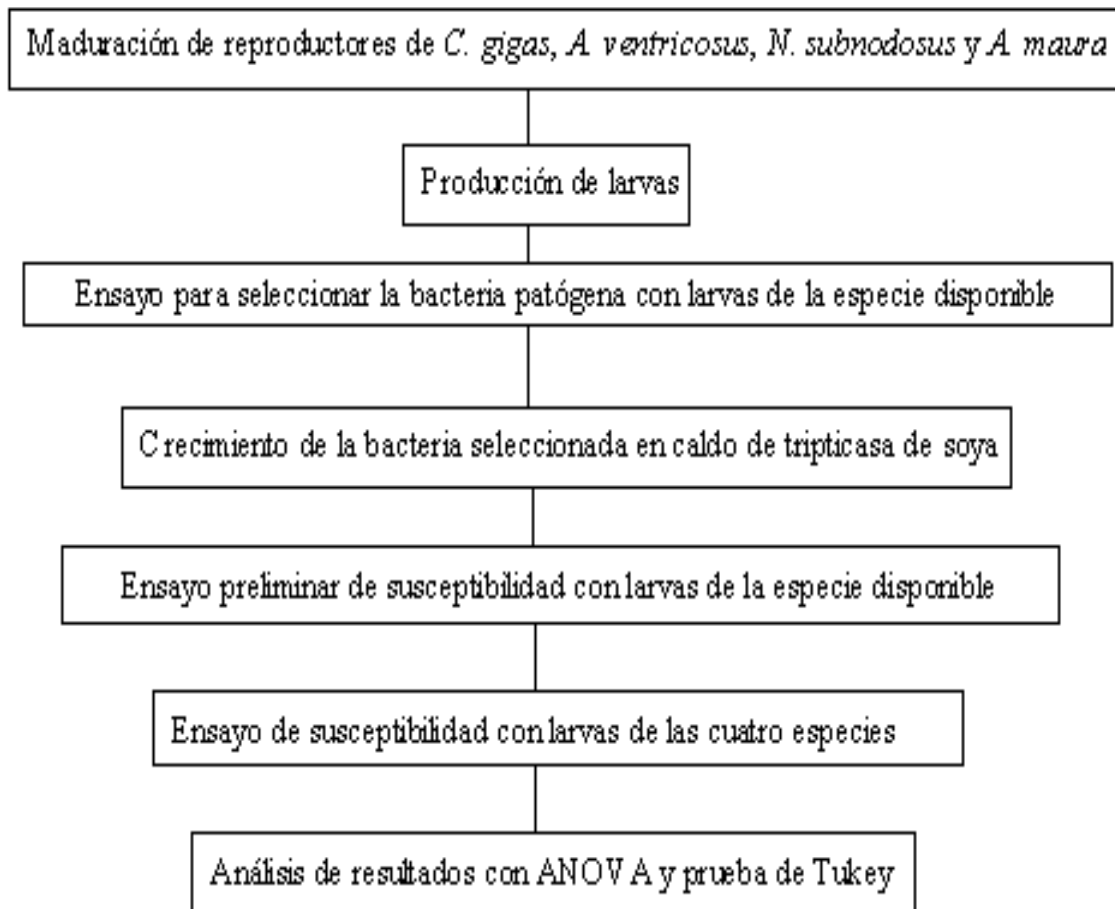 Maduración de reproductores de C. gigas, A. ventricosus, N. subnodosus y A. maura
Producción de larvas
Ensayo para seleccionar la bacteria patógena con larvas de la especie disponible
Crecimiento de la bacteria seleccionada en caldo de tripticasa de soya
Ensayo preliminar de susceptibilidad con larvas de la especie disponible
Ensayo de susceptibilidad con larvas de las cuatro especies
Análisis de resultados con ANOVA y prueba de Tukey